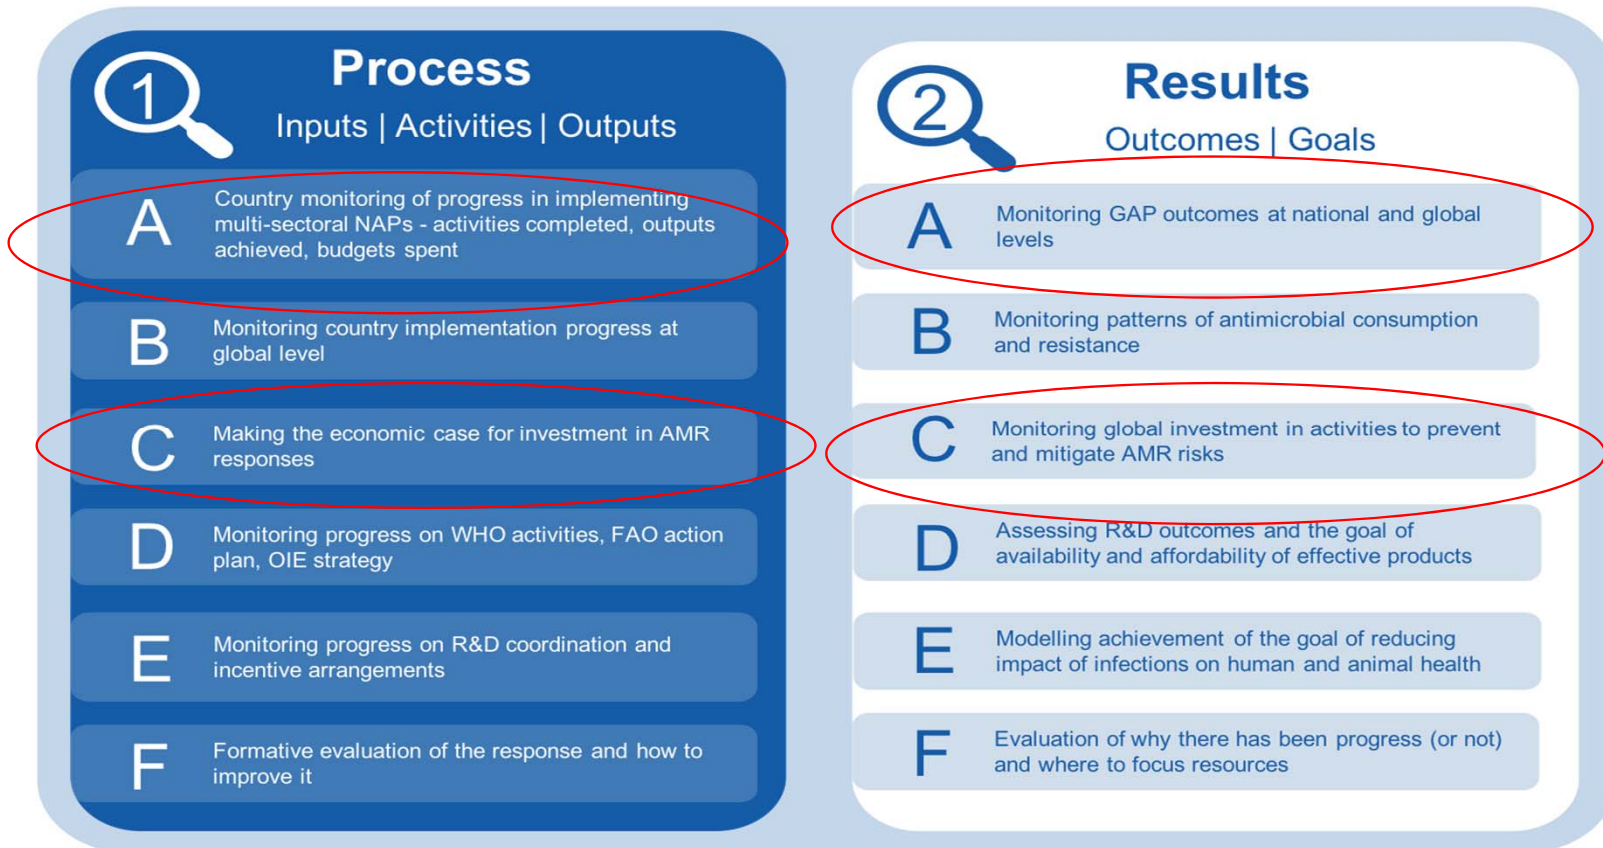 1
Process
Inputs | Activities | Outputs
A
Country monitoring of progress in implementing
multi-sectoral NAPs - activities completed, outputs
achieved, budgets spent
B
Monitoring country implementation progress at
global level
C
Making the economic case for investment in AMR
responses
D
Monitoring progress on WHO activities, FAO action
plan, OIE strategy
E
Monitoring progress on R&D coordination and
incentive arrangements
F
Formative evaluation of the response and how to
improve it
2
Results
Outcomes | Goals
A
Monitoring GAP outcomes at national and global
levels
B
Monitoring patterns of antimicrobial consumption
and resistance
C
Monitoring global investment in activities to prevent
and mitigate AMR risks
D
Assessing R&D outcomes and the goal of
availability and affordability of effective products
E
Modelling achievement of the goal of reducing
impact of infections on human and animal health
F
Evaluation of why there has been progress (or not)
and where to focus resources